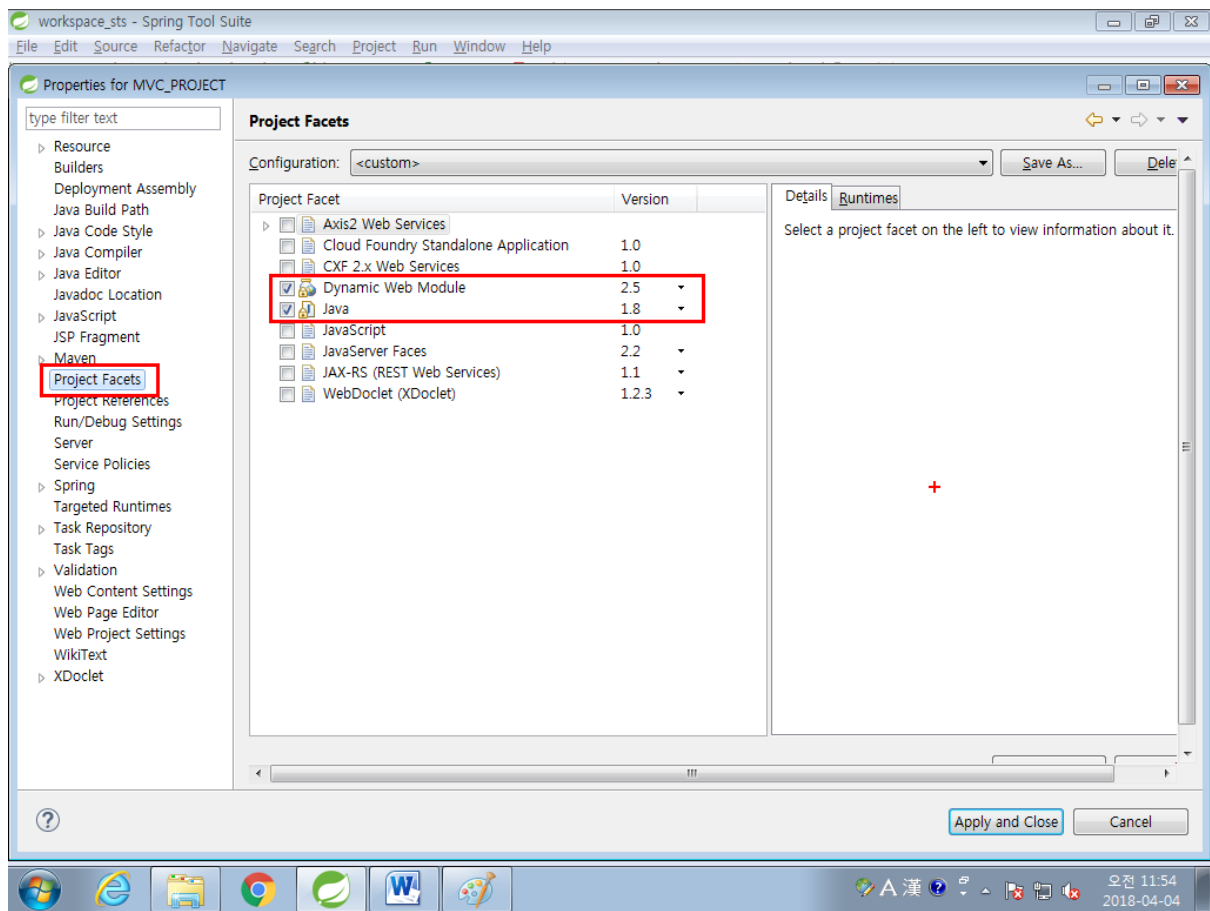 workspace_sts - Spring Tool Suite
File Edit Source Refactor Navigate Search Project Run Window Help
Properties for MVC_PROJECT
type filter text
Resource
Builders
Deployment Assembly
Java Build Path
Java Code Style
Java Compiler
Java Editor
Javadoc Location
JavaScript
JSP Fragment
Maven
Project Facets
Project References
Run/Debug Settings
Server
Service Policies
Spring
Targeted Runtimes
Task Repository
Task Tags
Validation
Web Content Settings
Web Page Editor
Web Project Settings
WikiText
XDoclet
Project Facets
Configuration: <custom> Save As... Dele
Project Facet Version
Axis2 Web Services
Cloud Foundry Standalone Application 1.0
CXF 2.x Web Services 1.0
Dynamic Web Module 2.5
Java 1.8
JavaScript 1.0
JavaServer Faces 2.2
JAX-RS (REST Web Services) 1.1
WebDoclet (XDoclet) 1.2.3
Details Runtimes
Select a project facet on the left to view information about it.
Apply and Close Cancel
A 漢 오전 11:54
2018-04-04